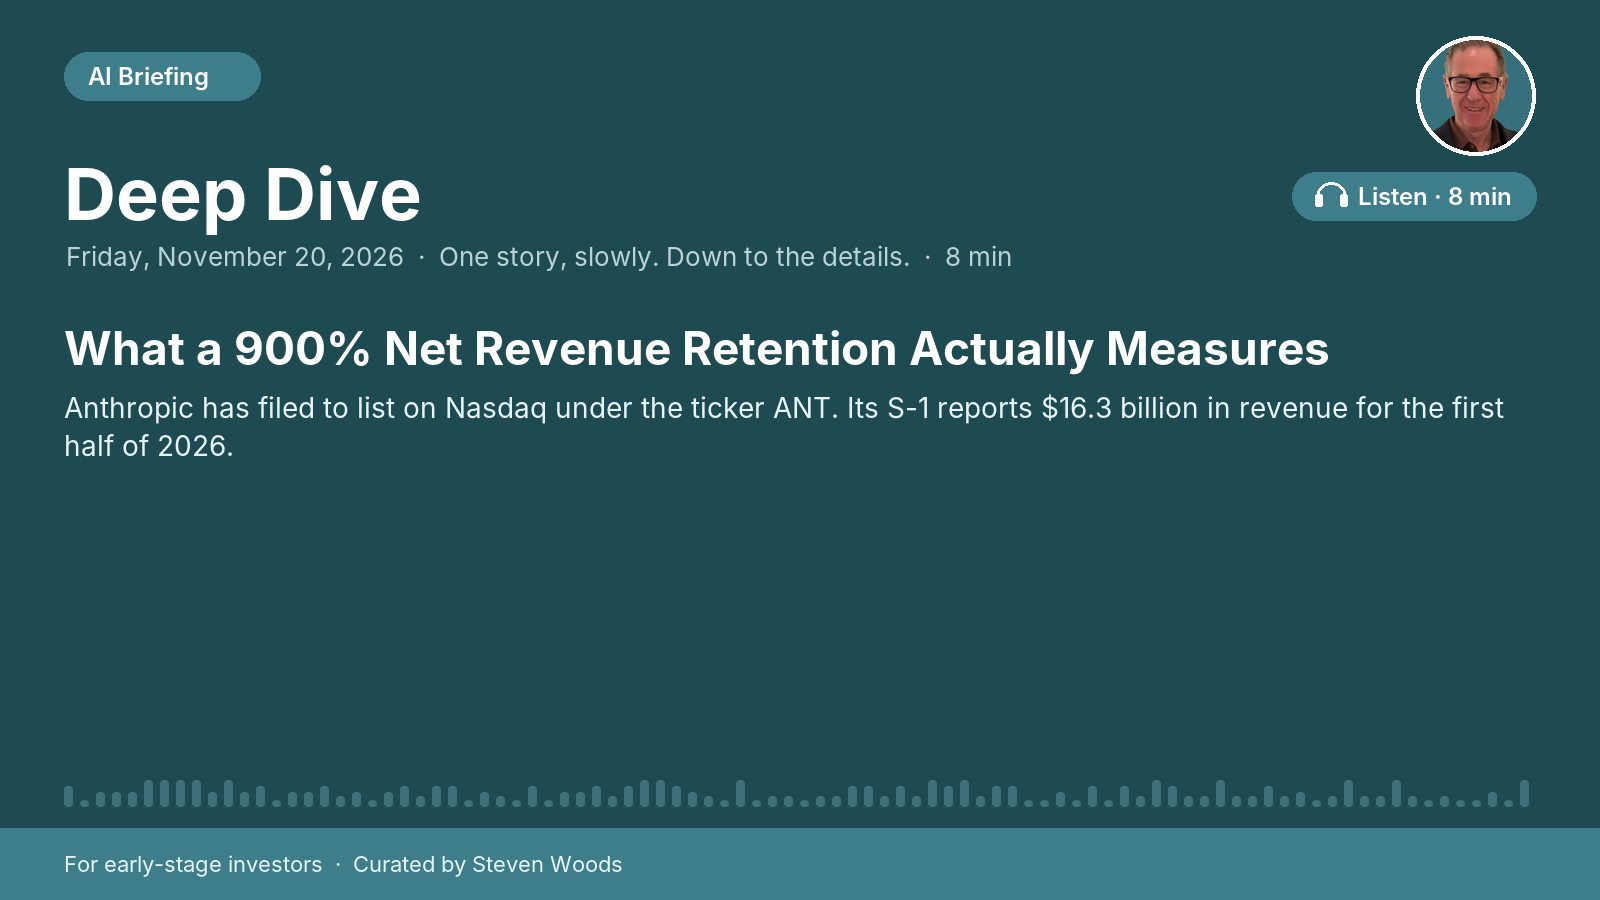 AI Briefing
Deep Dive
Listen · 8 min
Friday, November 20, 2026 · One story, slowly. Down to the details. · 8 min
What a 900% Net Revenue Retention Actually Measures
Anthropic has filed to list on Nasdaq under the ticker ANT. Its S-1 reports $16.3 billion in revenue for the first
half of 2026.
For early-stage investors · Curated by Steven Woods